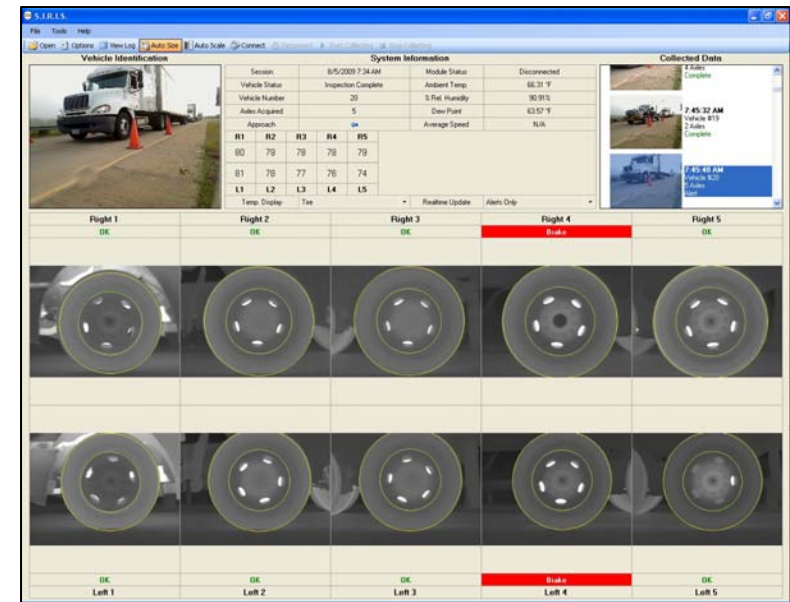 S.I.R.I.S.
File Tools Help
Open Options View Log Auto Size Auto Scale Connect Disconnect Start Collecting Stop Collecting
Vehicle Identification System Information Collected Data
Session 8/5/2009 7:34 AM Module Status Disconnected
Vehicle Status Inspection Complete Ambient Temp. 66.31 °F
Vehicle Number 20 % Rel. Humidity 90.91%
Axles Acquired 5 Dew Point 63.57 °F
Approach Average Speed N/A
R1 R2 R3 R4 R5
80 79 78 78 79
81 78 77 76 74
L1 L2 L3 L4 L5
Temp. Display Tire Realtime Update Alerts Only
4 Axles
Complete
7:45:32 AM
Vehicle #19
2 Axles
Complete
7:45:48 AM
Vehicle #20
5 Axles
Alert
Right 1 Right 2 Right 3 Right 4 Right 5
OK OK OK Brake OK
OK OK OK Brake OK
Left 1 Left 2 Left 3 Left 4 Left 5